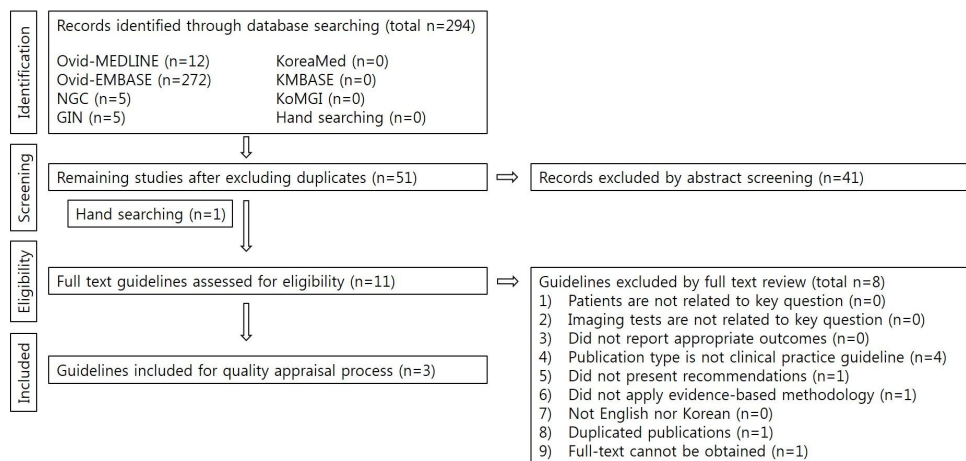 Identification
Records identified through database searching (total n=294)
Ovid-MEDLINE (n=12)
Ovid-EMBASE (n=272)
NGC (n=5)
GIN (n=5)
KoreaMed (n=0)
KMBASE (n=0)
KoMGI (n=0)
Hand searching (n=0)
Screening
Remaining studies after excluding duplicates (n=51)
Records excluded by abstract screening (n=41)
Hand searching (n=1)
Eligibility
Full text guidelines assessed for eligibility (n=11)
Guidelines excluded by full text review (total n=8)
1) Patients are not related to key question (n=0)
2) Imaging tests are not related to key question (n=0)
3) Did not report appropriate outcomes (n=0)
4) Publication type is not clinical practice guideline (n=4)
5) Did not present recommendations (n=1)
6) Did not apply evidence-based methodology (n=1)
7) Not English nor Korean (n=0)
8) Duplicated publications (n=1)
9) Full-text cannot be obtained (n=1)
Included
Guidelines included for quality appraisal process (n=3)